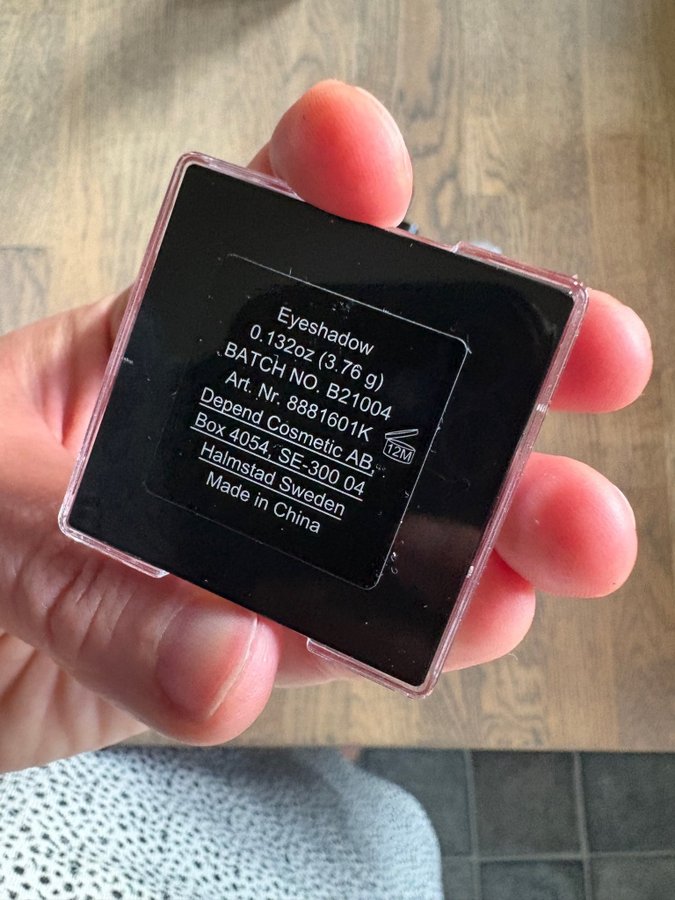 Eyeshadow
0.132oz (3.76 g)
BATCH NO. B21004
Art. Nr. 8881601K
Depend Cosmetic AB,
Box 4054, SE-300 04
Halmstad Sweden
Made in China
12M